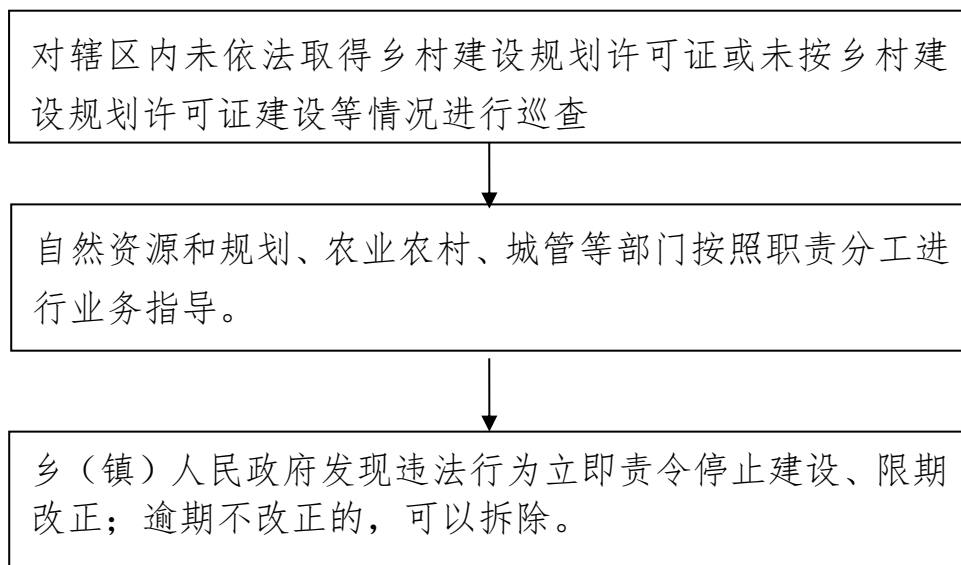 对辖区内未依法取得乡村建设规划许可证或未按乡村建
设规划许可证建设等情况进行巡查
自然资源和规划、农业农村、城管等部门按照职责分工进
行业务指导。
乡（镇）人民政府发现违法行为立即责令停止建设、限期
改正；逾期不改正的，可以拆除。